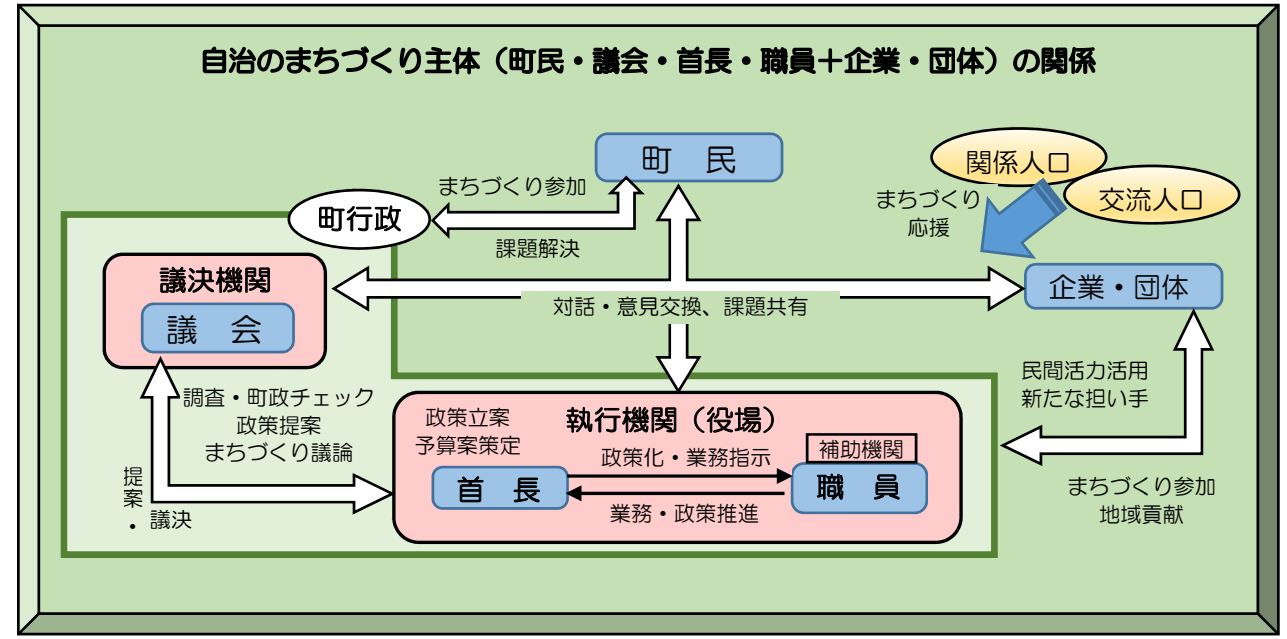 自治のまちづくり主体（町民・議会・首長・職員＋企業・団体）の関係
町　民
関係人口
交流人口
まちづくり
応援
まちづくり参加
町行政
課題解決
議決機関
議　会
企業・団体
対話・意見交換、課題共有
調査・町政チェック
政策提案
まちづくり議論
提案・
議決
政策立案
予算案策定
執行機関（役場）
補助機関
政策化・業務指示
首　長
職　員
業務・政策推進
民間活力活用
新たな担い手
まちづくり参加
地域貢献